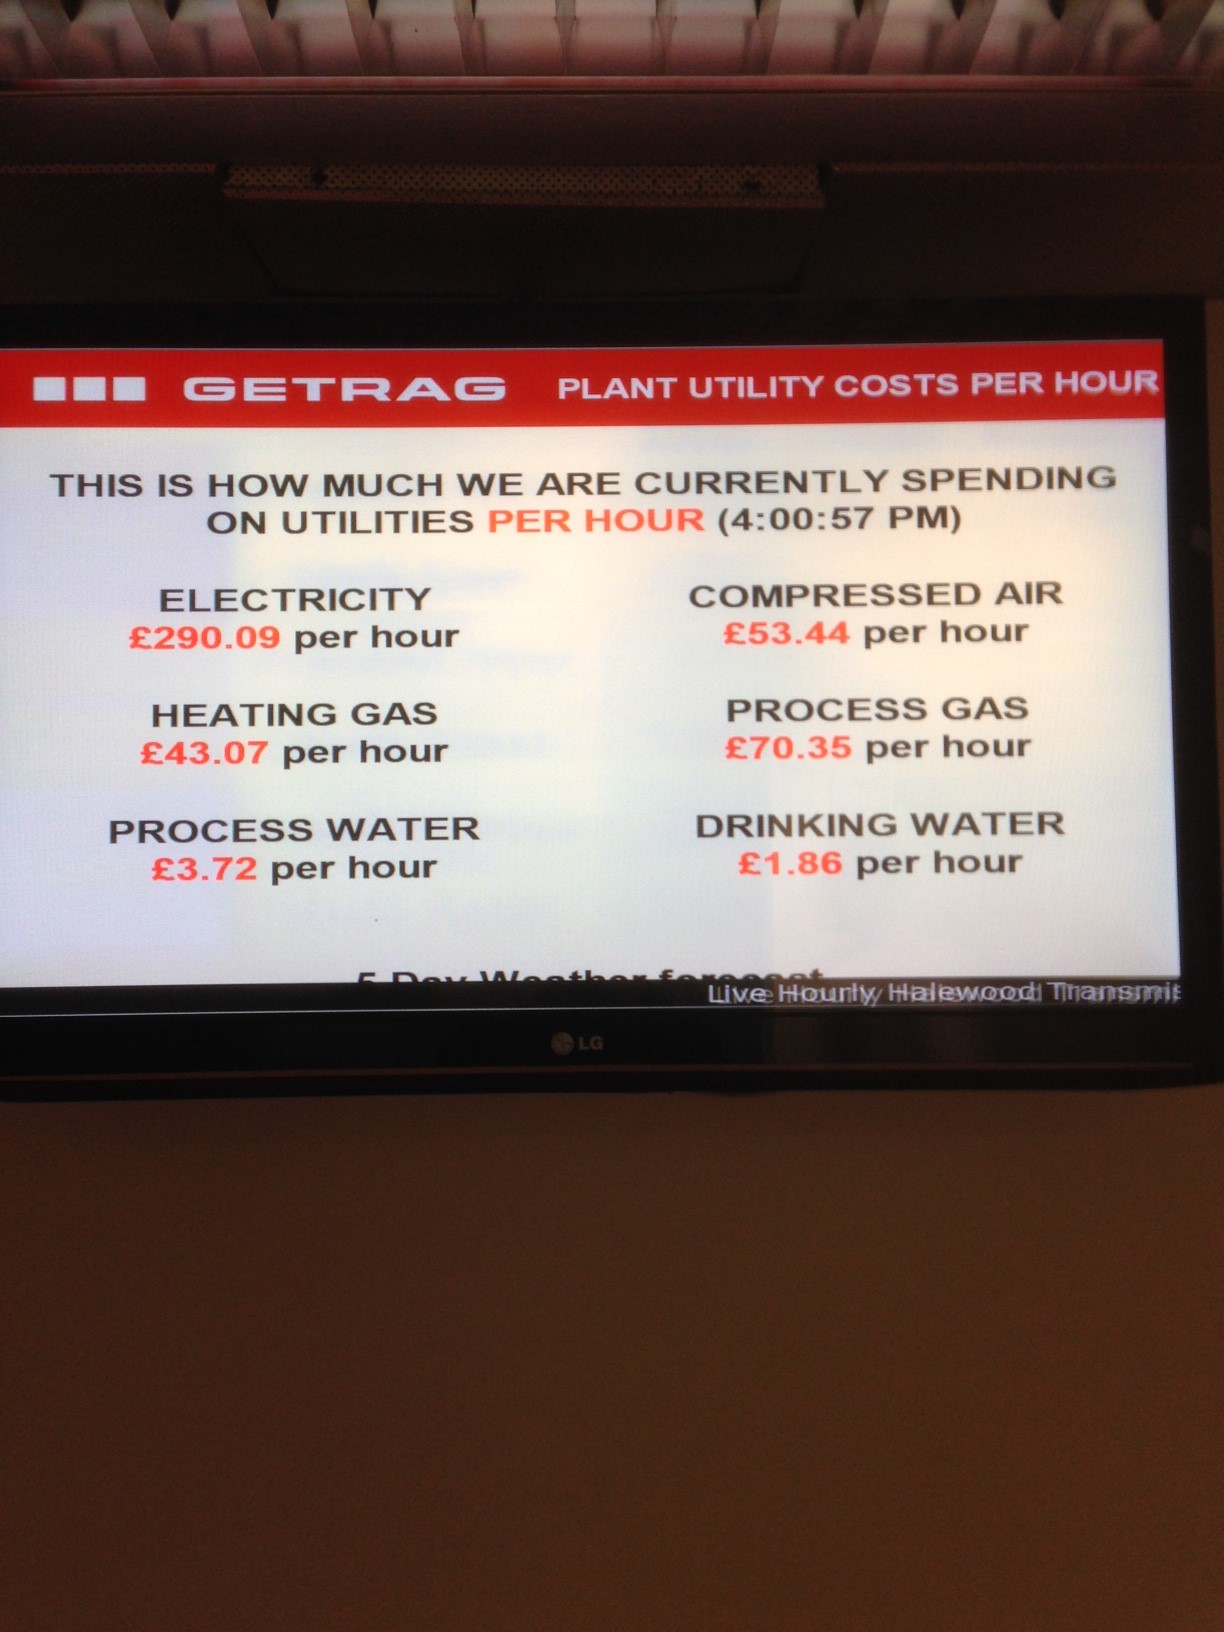 GETRAG PLANT UTILITY COSTS PER HOUR
THIS IS HOW MUCH WE ARE CURRENTLY SPENDING
ON UTILITIES PER HOUR (4:00:57 PM)
ELECTRICITY COMPRESSED AIR
£290.09 per hour £53.44 per hour
HEATING GAS PROCESS GAS
£43.07 per hour £70.35 per hour
PROCESS WATER DRINKING WATER
£3.72 per hour £1.86 per hour
5 Day Weather forecast
Live Hourly Halewood Transmis
LG